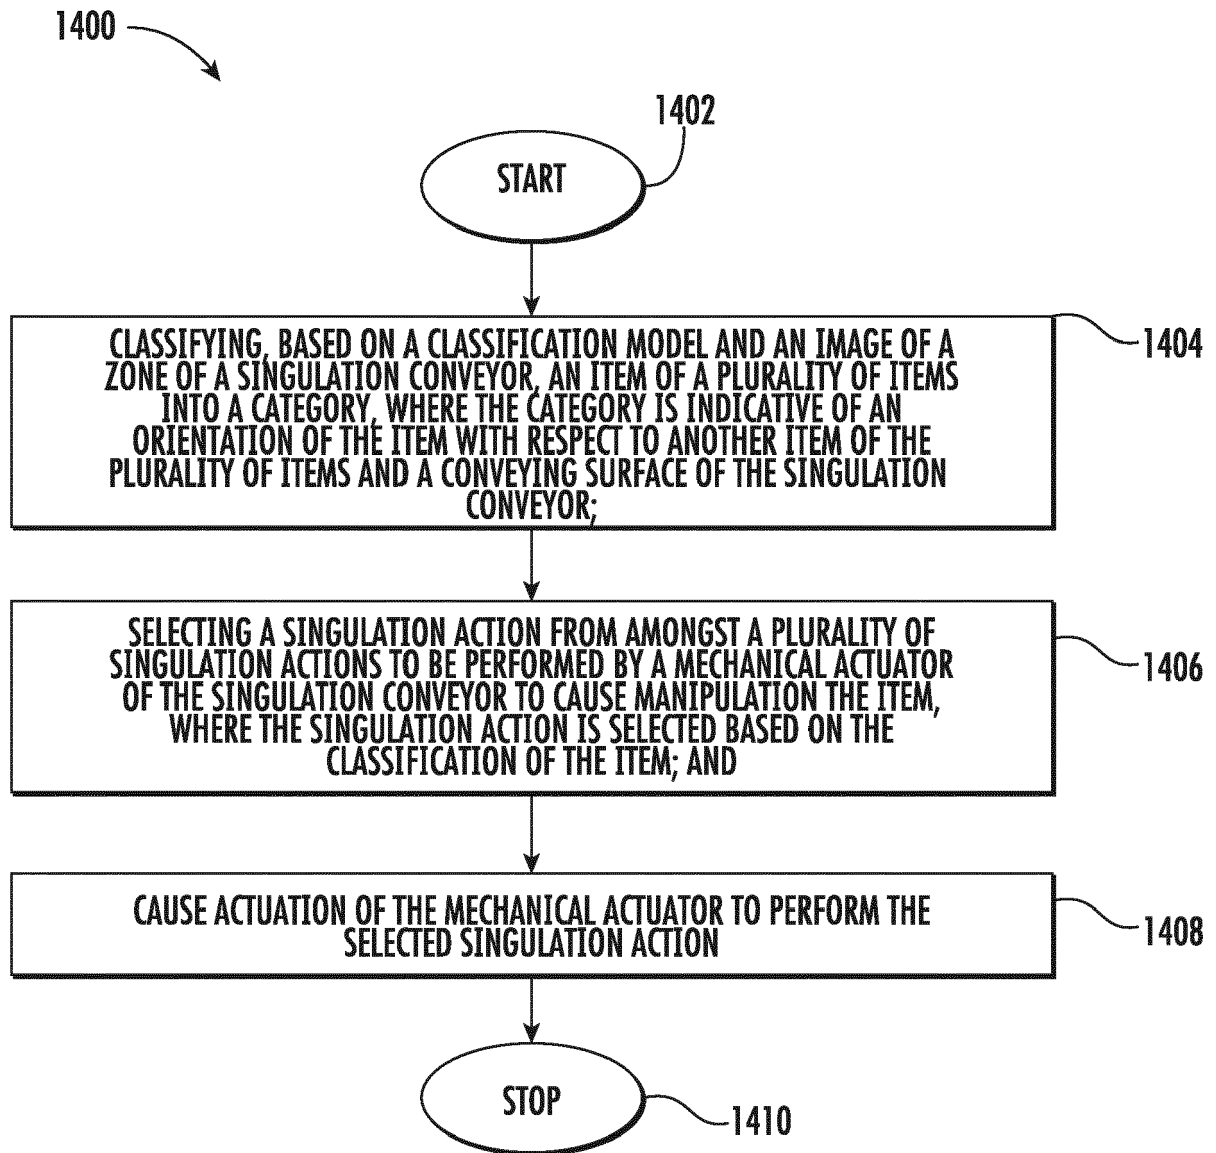 1400
1402
START
1404
CLASSIFYING, BASED ON A CLASSIFICATION MODEL AND AN IMAGE OF A
ZONE OF A SINGULATION CONVEYOR, AN ITEM OF A PLURALITY OF ITEMS
INTO A CATEGORY, WHERE THE CATEGORY IS INDICATIVE OF AN
ORIENTATION OF THE ITEM WITH RESPECT TO ANOTHER ITEM OF THE
PLURALITY OF ITEMS AND A CONVEYING SURFACE OF THE SINGULATION
CONVEYOR;
SELECTING A SINGULATION ACTION FROM AMONGST A PLURALITY OF
SINGULATION ACTIONS TO BE PERFORMED BY A MECHANICAL ACTUATOR
OF THE SINGULATION CONVEYOR TO CAUSE MANIPULATION THE ITEM,
WHERE THE SINGULATION ACTION IS SELECTED BASED ON THE
CLASSIFICATION OF THE ITEM; AND
1406
CAUSE ACTUATION OF THE MECHANICAL ACTUATOR TO PERFORM THE
SELECTED SINGULATION ACTION
1408
STOP
1410